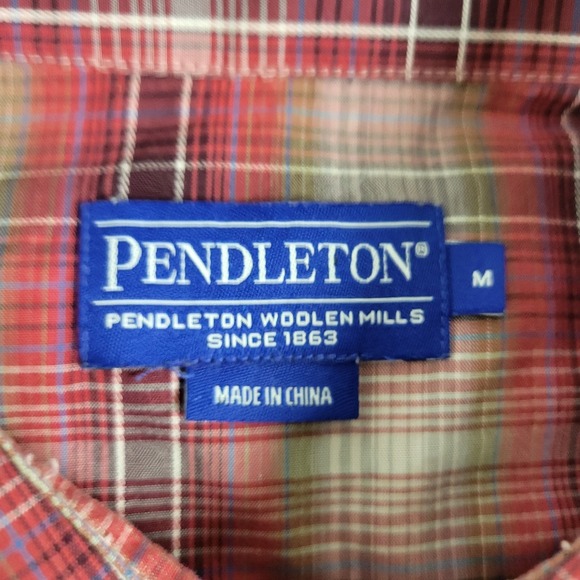 PENDLETON®
M
PENDLETON WOOLEN MILLS
SINCE 1863
MADE IN CHINA